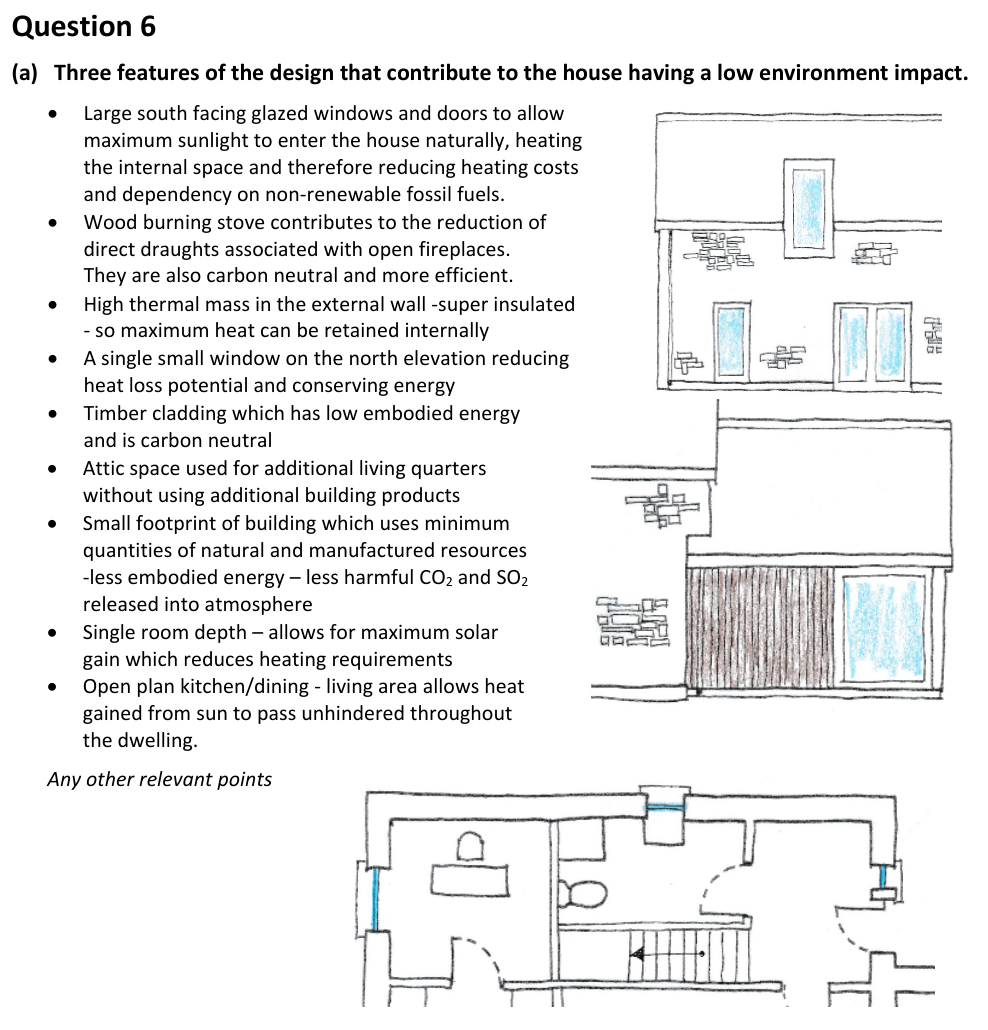 Question 6
(a) Three features of the design that contribute to the house having a low environment impact.
• Large south facing glazed windows and doors to allow
maximum sunlight to enter the house naturally, heating
the internal space and therefore reducing heating costs
and dependency on non-renewable fossil fuels.
• Wood burning stove contributes to the reduction of
direct draughts associated with open fireplaces.
They are also carbon neutral and more efficient.
• High thermal mass in the external wall -super insulated
- so maximum heat can be retained internally
• A single small window on the north elevation reducing
heat loss potential and conserving energy
• Timber cladding which has low embodied energy
and is carbon neutral
• Attic space used for additional living quarters
without using additional building products
• Small footprint of building which uses minimum
quantities of natural and manufactured resources
-less embodied energy – less harmful CO₂ and SO₂
released into atmosphere
• Single room depth – allows for maximum solar
gain which reduces heating requirements
• Open plan kitchen/dining - living area allows heat
gained from sun to pass unhindered throughout
the dwelling.
Any other relevant points